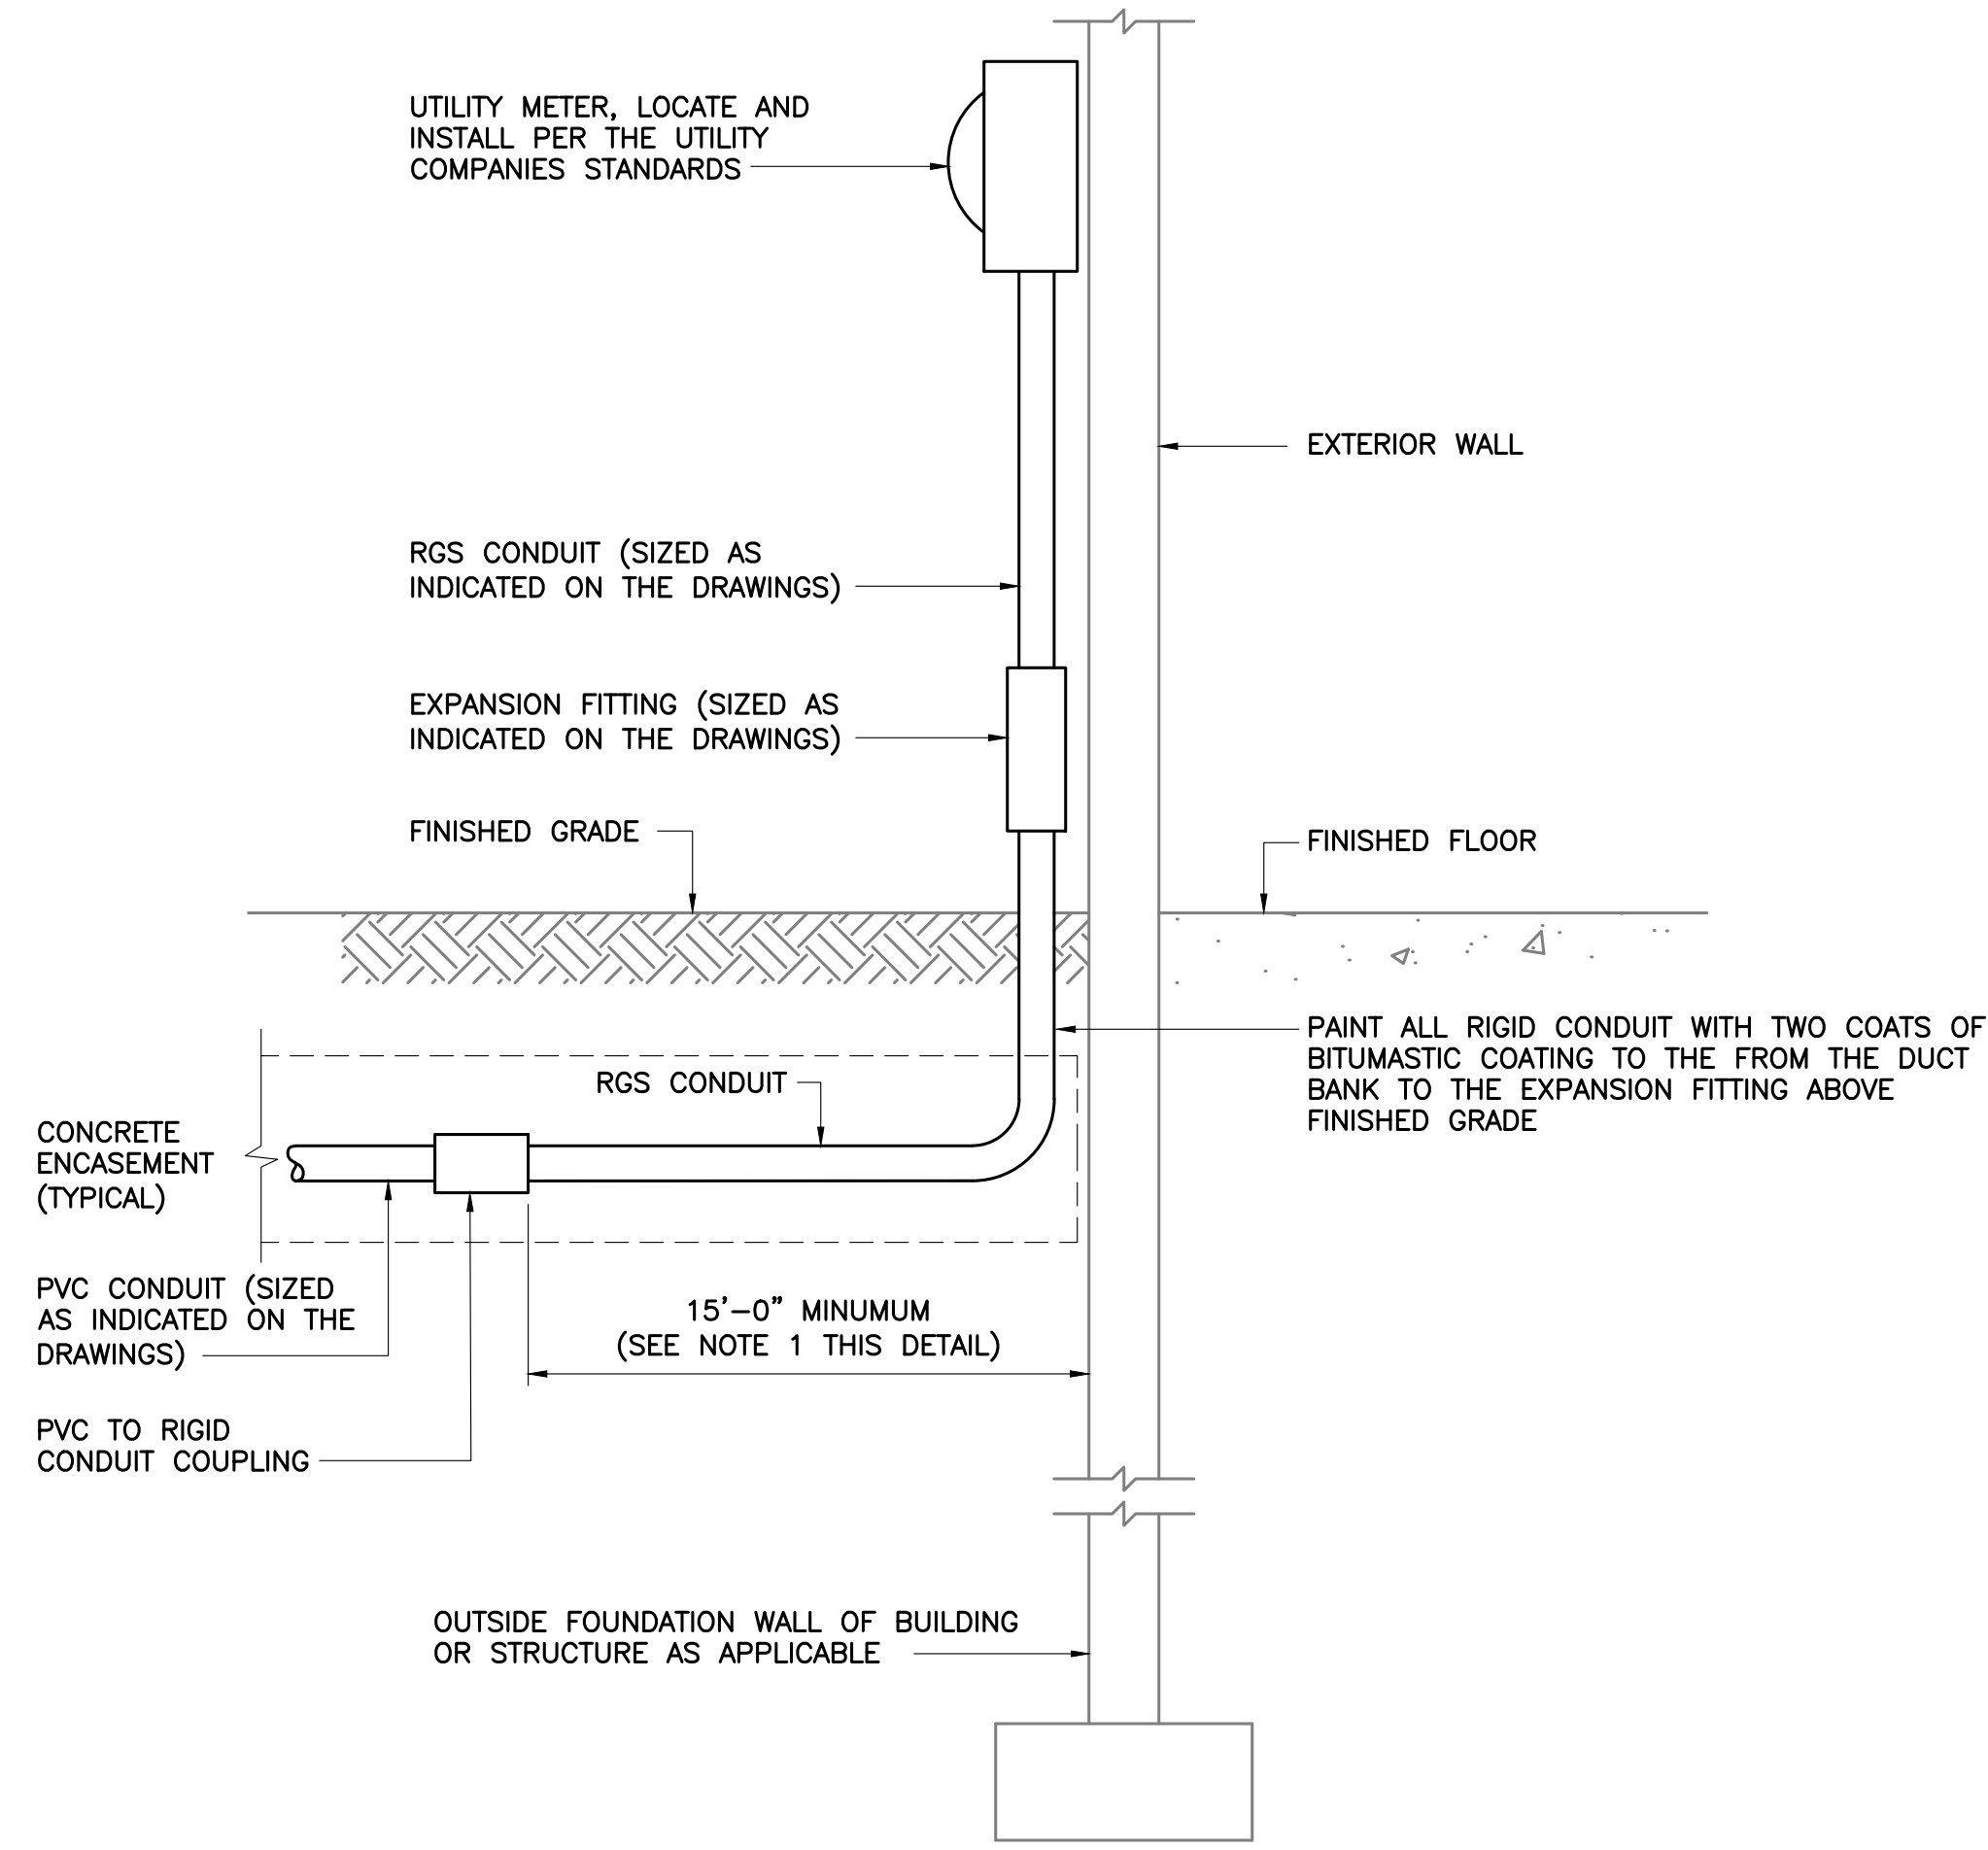 UTILITY METER, LOCATE AND
INSTALL PER THE UTILITY
COMPANIES STANDARDS
EXTERIOR WALL
RGS CONDUIT (SIZED AS
INDICATED ON THE DRAWINGS)
EXPANSION FITTING (SIZED AS
INDICATED ON THE DRAWINGS)
FINISHED GRADE
FINISHED FLOOR
PAINT ALL RIGID CONDUIT WITH TWO COATS OF
BITUMASTIC COATING TO THE FROM THE DUCT
BANK TO THE EXPANSION FITTING ABOVE
FINISHED GRADE
RGS CONDUIT
CONCRETE
ENCASEMENT
(TYPICAL)
PVC CONDUIT (SIZED
AS INDICATED ON THE
DRAWINGS)
15'-0" MINUMUM
(SEE NOTE 1 THIS DETAIL)
PVC TO RIGID
CONDUIT COUPLING
OUTSIDE FOUNDATION WALL OF BUILDING
OR STRUCTURE AS APPLICABLE